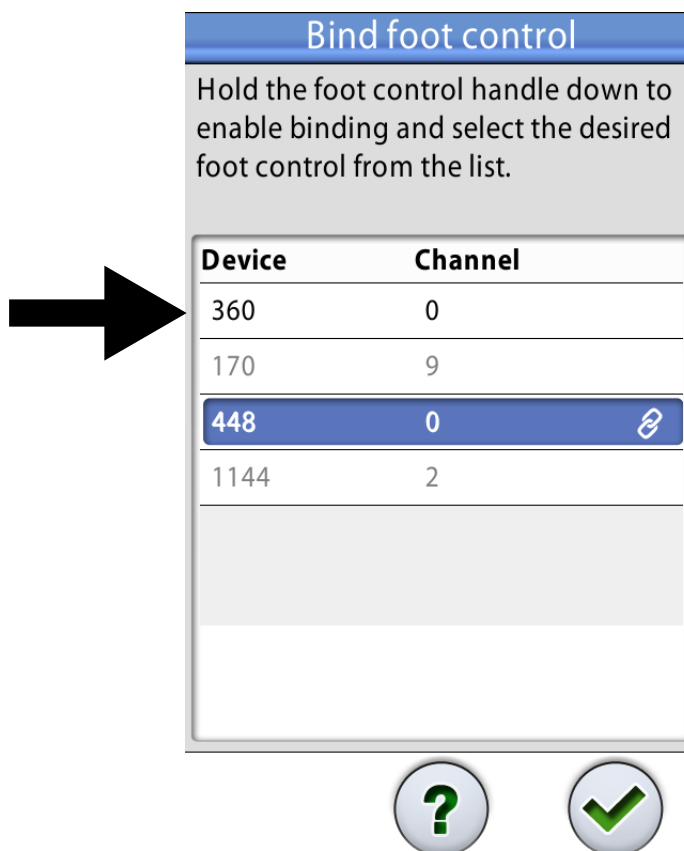 Bind foot control
Hold the foot control handle down to
enable binding and select the desired
foot control from the list.
Device Channel
360 0
170 9
448 0
1144 2
?